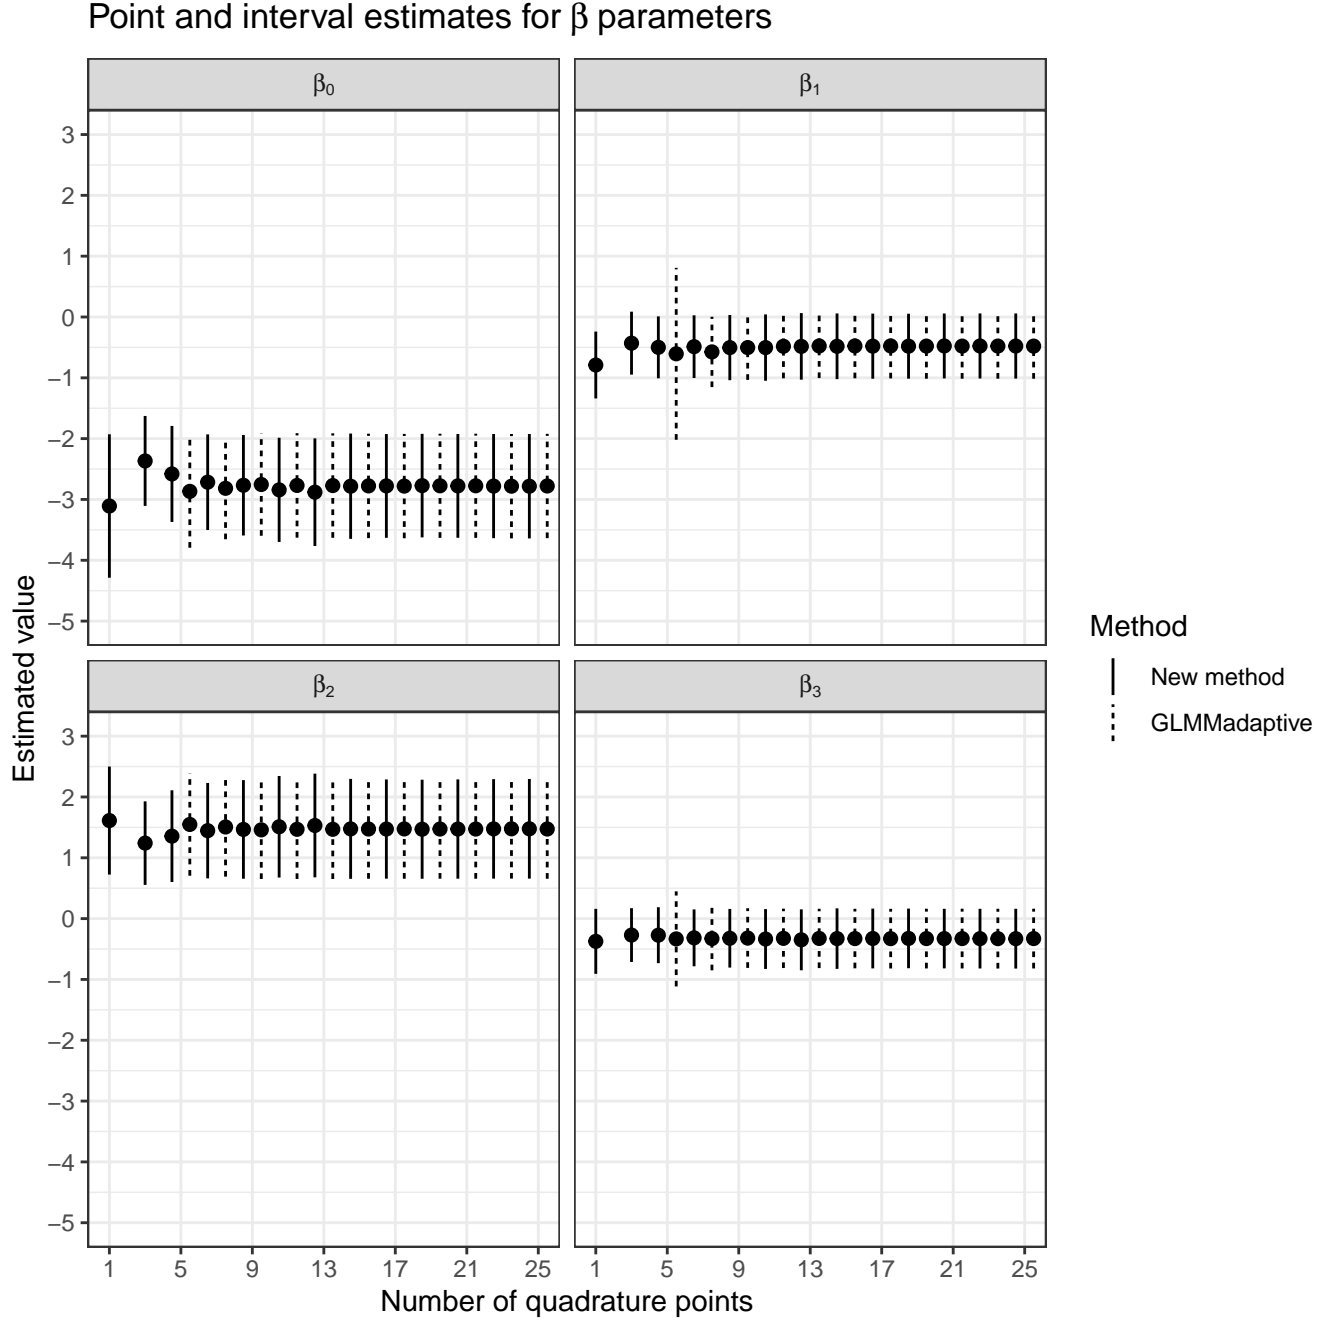 Point and interval estimates for β parameters
β0 β1
3
2
1
0
−1
−2
−3
−4
−5
β2 β3
3
2
1
0
−1
−2
−3
−4
−5
1 5 9 13 17 21 25 1 5 9 13 17 21 25
Number of quadrature points
Estimated value
Method
New method
GLMMadaptive